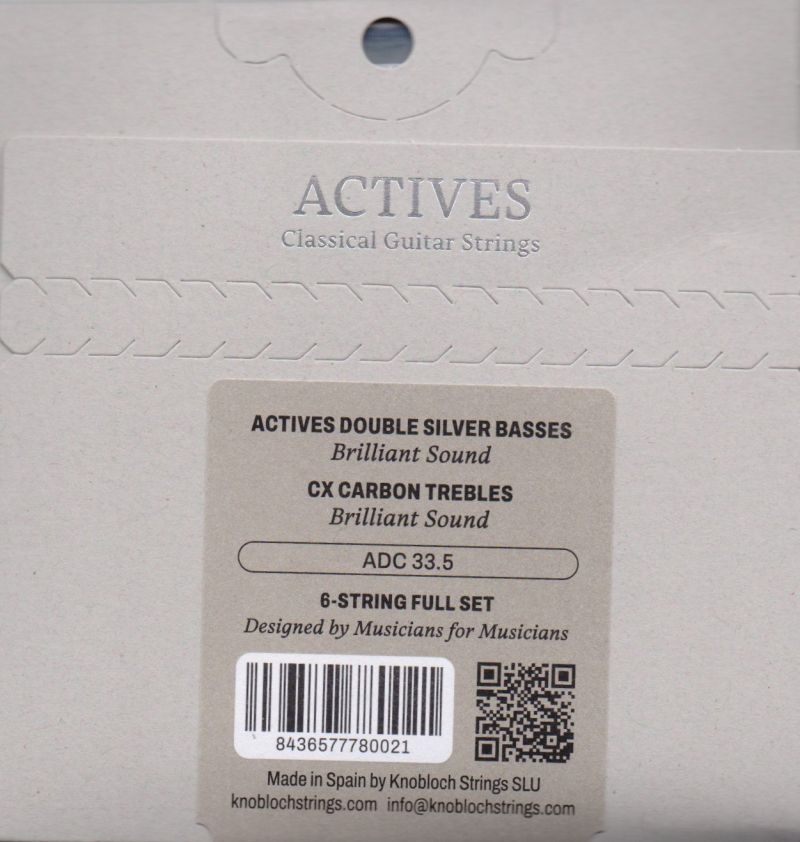 ACTIVES
Classical Guitar Strings
ACTIVES DOUBLE SILVER BASSES
Brilliant Sound
CX CARBON TREBLES
Brilliant Sound
ADC 33.5
6-STRING FULL SET
Designed by Musicians for Musicians
8436577780021
Made in Spain by Knobloch Strings SLU
knoblochstrings.com info@knoblochstrings.com